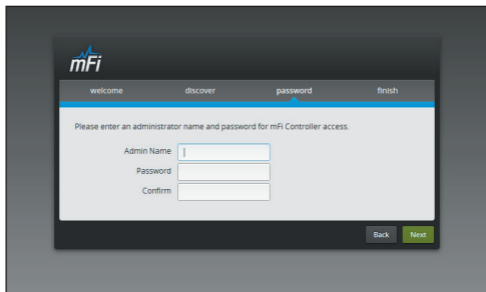 mFi
welcome discover password finish
Please enter an administrator name and password for mFi Controller access.
Admin Name
Password
Confirm
Back Next